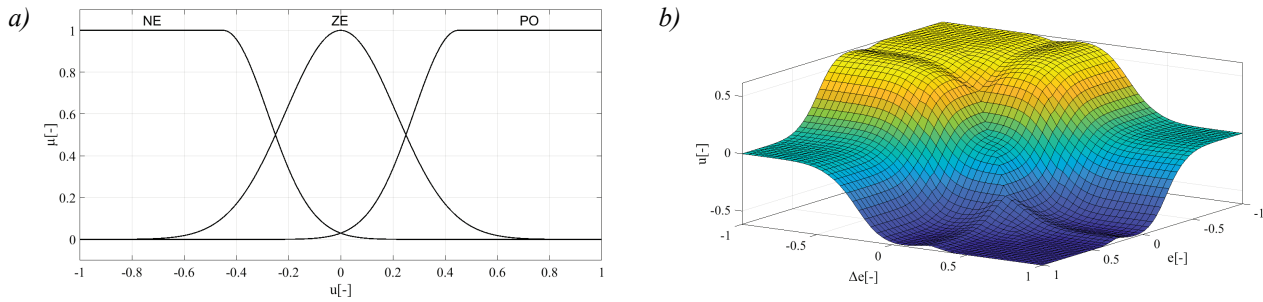 a)
NE ZE PO
1
0.8
0.6
0.4
0.2
0
μ[-]
-1 -0.8 -0.6 -0.4 -0.2 0 0.2 0.4 0.6 0.8 1
u[-]
b)
0.5
0
-0.5
u[-]
-1 -0.5 0 0.5 1
Δe[-]
1 0.5 0 -0.5 -1
e[-]